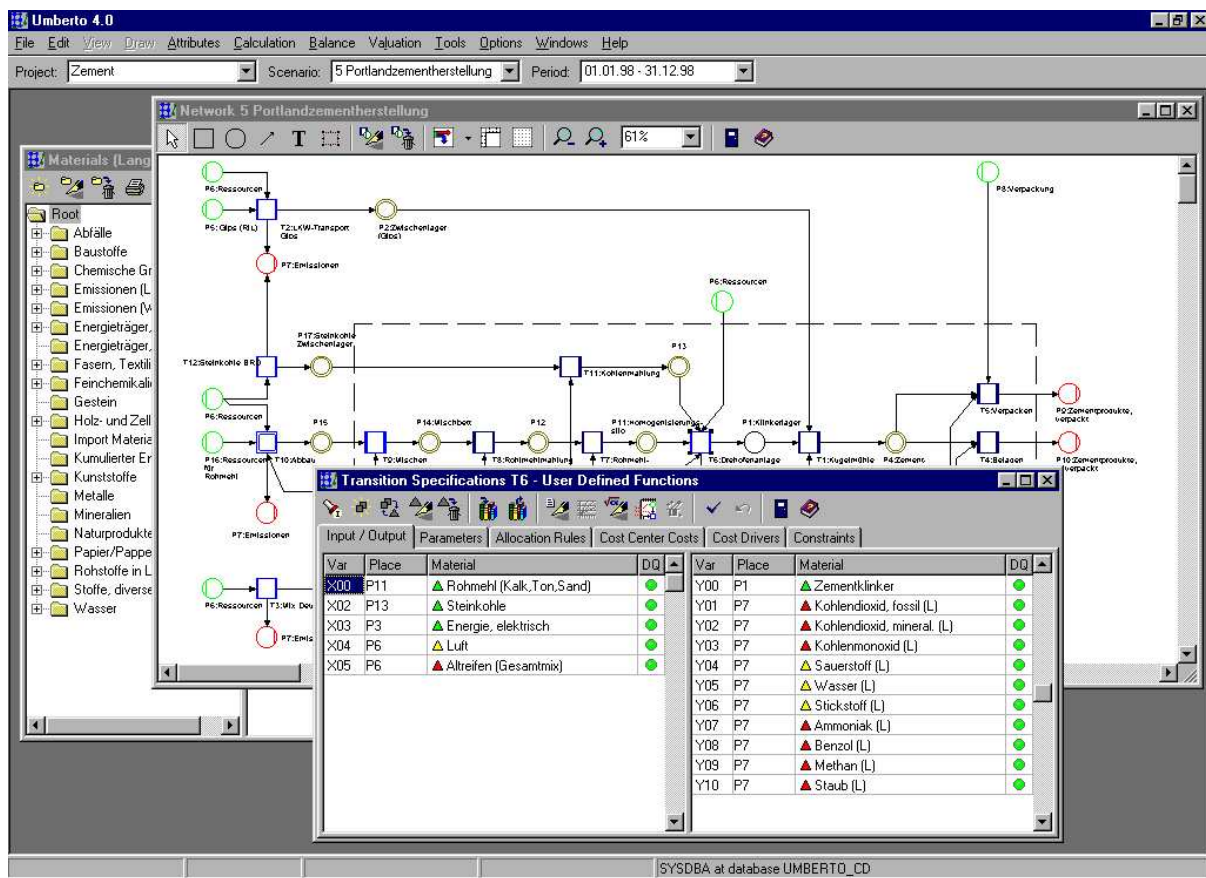 Umberto 4.0
File Edit View Draw Attributes Calculation Balance Valuation Tools Options Windows Help
Project: Zement Scenario: 5 Portlandzementherstellung Period: 01.01.98 - 31.12.98
Network 5 Portlandzementherstellung
61%
Materials (Lang
Root
Abfälle
Baustoffe
Chemische Gr
Emissionen (L
Emissionen (W
Energieträger,
Energieträger,
Fasern, Textili
Feinchemikali
Gestein
Holz- und Zell
Import Materia
Kumulierter Er
Kunststoffe
Metalle
Mineralien
Naturprodukte
Papier/Pappe
Rohstoffe in L
Stoffe, diverse
Wasser
P6:Ressourcen
P5: Gips (RL)
T2:LKW-Transport
Gips
P2:Zwischenlager
(Gips)
P8:Verpackung
P7:Emissionen
P6:Ressourcen
P17:Steinkohle
Zwischenlager
P13
T12:Steinkohle BRD
T11:Kohlenmahlung
P6:Ressourcen
P15
P14:Mischbett
P12
P11:Homogenisierungs-
silo
P1:Klinkerlager
T5:Verpacken
P9:Zementprodukte,
verpackt
P16:Ressourcen
für
Rohmehl
T10:Abbau
T9:Mischen
T8:Rohmehlmahlung
T7:Rohmehl-
T6:Drehofenanlage
T1:Kugelmühle
P4:Zement
T4:Beladen
P10:Zementprodukte,
P7:Emissionen
P6:Ressourcen
T3:Mix Deu
P7:Emis
Transition Specifications T6 - User Defined Functions
Input / Output Parameters Allocation Rules Cost Center Costs Cost Drivers Constraints
Var Place Material DQ
X00 P11 Rohmehl (Kalk,Ton,Sand)
X02 P13 Steinkohle
X03 P3 Energie, elektrisch
X04 P6 Luft
X05 P6 Altreifen (Gesamtmix)
Var Place Material DQ
Y00 P1 Zementklinker
Y01 P7 Kohlendioxid, fossil (L)
Y02 P7 Kohlendioxid, mineral. (L)
Y03 P7 Kohlenmonoxid (L)
Y04 P7 Sauerstoff (L)
Y05 P7 Wasser (L)
Y06 P7 Stickstoff (L)
Y07 P7 Ammoniak (L)
Y08 P7 Benzol (L)
Y09 P7 Methan (L)
Y10 P7 Staub (L)
SYSDBA at database UMBERTO_CD